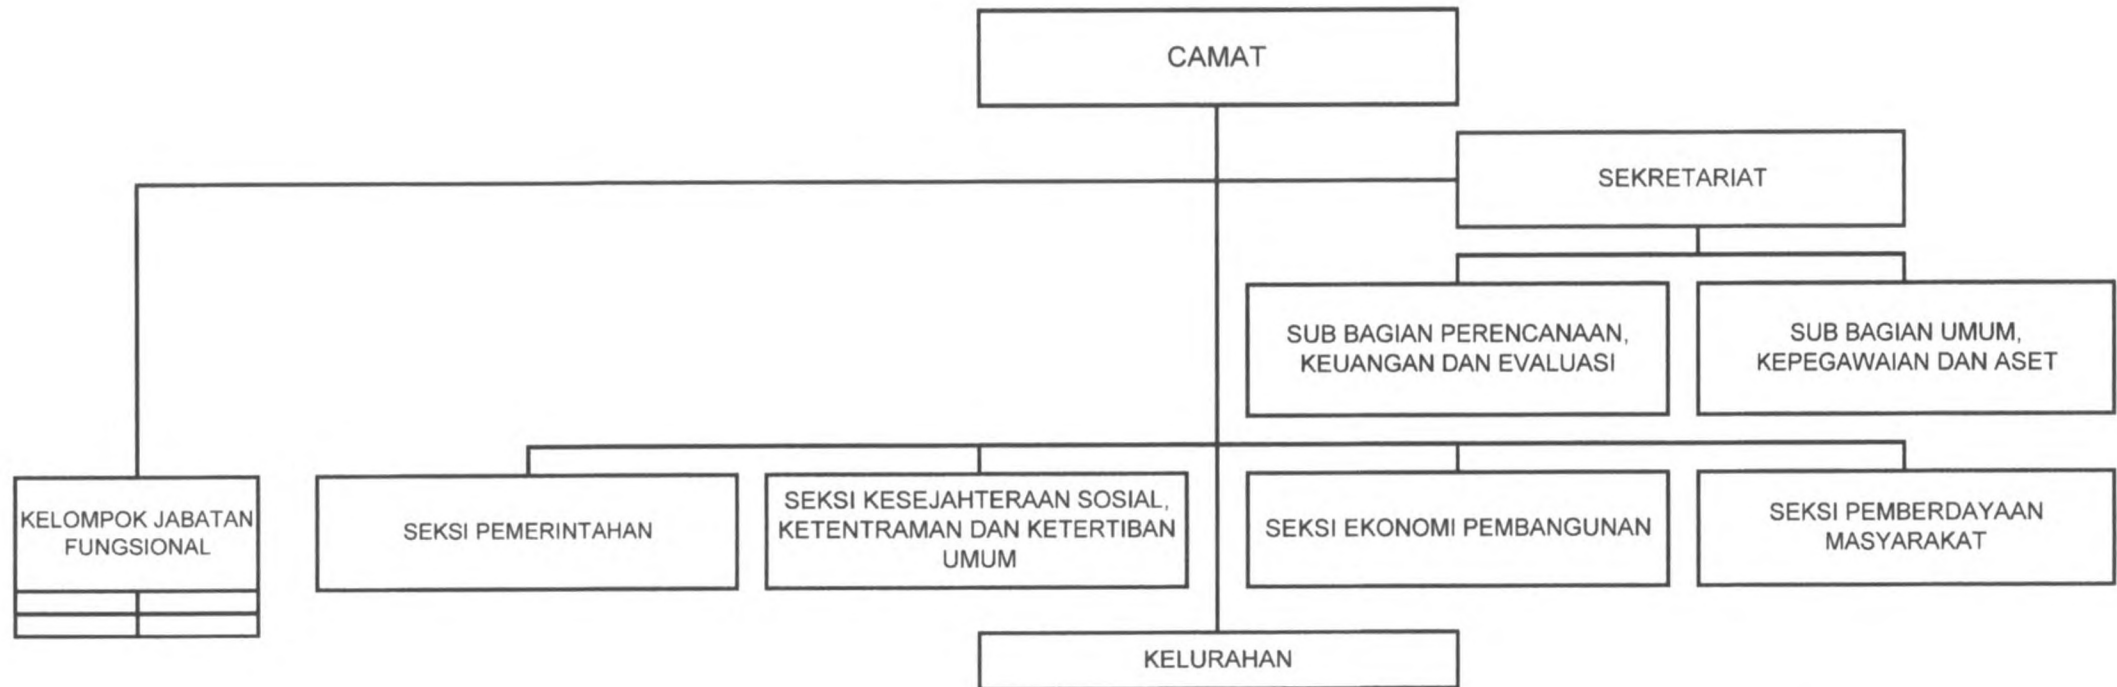 CAMAT
SEKRETARIAT
SUB BAGIAN PERENCANAAN,
KEUANGAN DAN EVALUASI
SUB BAGIAN UMUM,
KEPEGAWAIAN DAN ASET
KELOMPOK JABATAN
FUNGSIONAL
SEKSI PEMERINTAHAN
SEKSI KESEJAHTERAAN SOSIAL,
KETENTRAMAN DAN KETERTIBAN
UMUM
SEKSI EKONOMI PEMBANGUNAN
SEKSI PEMBERDAYAAN
MASYARAKAT
KELURAHAN